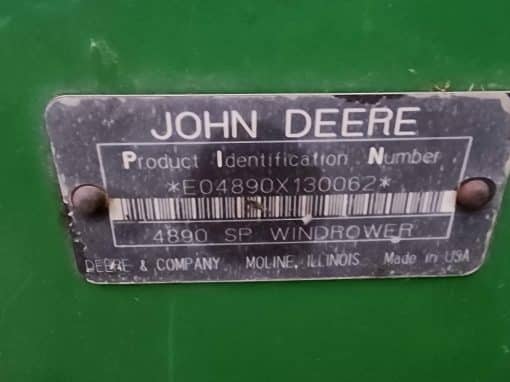 JOHN DEERE
Product Identification Number
*E04890X130062*
4890 SP WINDROWER
DEERE & COMPANY MOLINE, ILLINOIS Made in USA